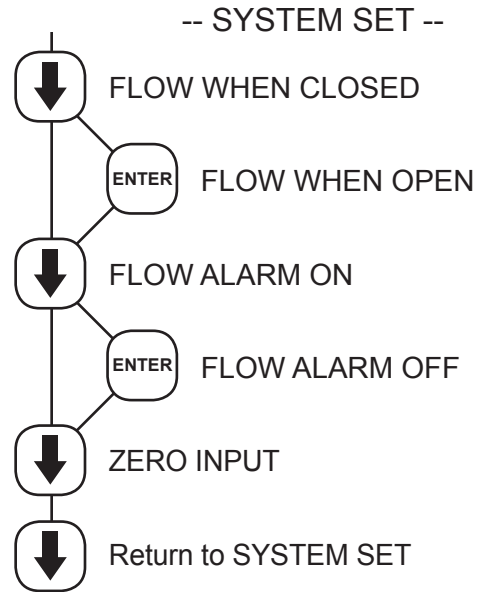 -- SYSTEM SET --
FLOW WHEN CLOSED
ENTER FLOW WHEN OPEN
FLOW ALARM ON
ENTER FLOW ALARM OFF
ZERO INPUT
Return to SYSTEM SET